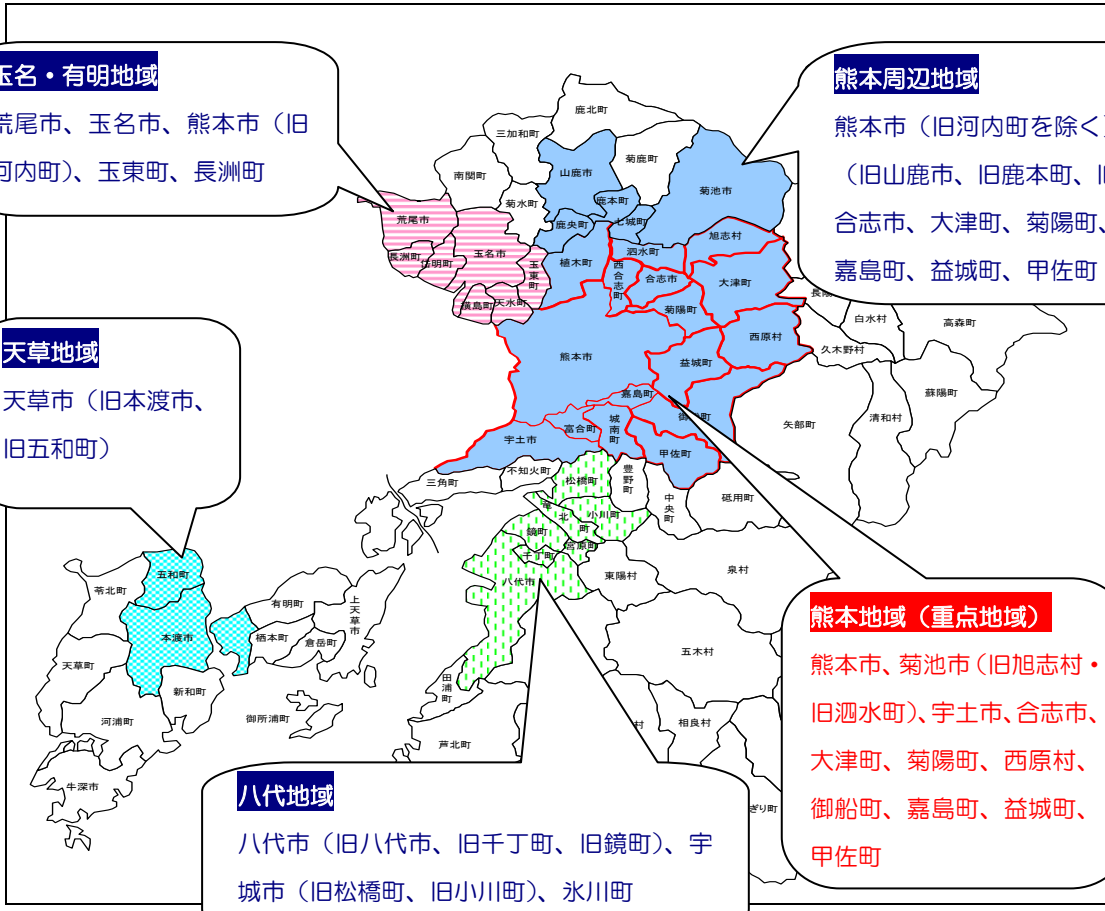 玉名・有明地域
荒尾市、玉名市、熊本市（旧
河内町）、玉東町、長洲町
熊本周辺地域
熊本市（旧河内町を除く）
（旧山鹿市、旧鹿本町、旧
合志市、大津町、菊陽町、
嘉島町、益城町、甲佐町
天草地域
天草市（旧本渡市、
旧五和町）
熊本地域（重点地域）
熊本市、菊池市（旧旭志村・
旧泗水町）、宇土市、合志市、
大津町、菊陽町、西原村、
御船町、嘉島町、益城町、
甲佐町
八代地域
八代市（旧八代市、旧千丁町、旧鏡町）、宇
城市（旧松橋町、旧小川町）、氷川町
鹿北町
三加和町
菊鹿町
南関町
山鹿市
菊池市
菊水町
鹿本町
七城町
荒尾市
鹿央町
旭志村
玉名市
泗水町
長洲町
岱明町
玉東町
植木町
西合志町
合志市
大津町
横島町
天水町
菊陽町
白水村
高森町
西原村
久木野村
熊本市
益城町
蘇陽町
嘉島町
城南町
清和村
矢部町
富合町
宇土市
甲佐町
不知火町
豊野町
三角町
松橋町
中央町
砥用町
小川町
竜北町
鏡町
宮原町
千丁町
八代市
東陽村
泉村
五和町
苓北町
有明町
上天草市
本渡市
栖本町
倉岳町
五木村
天草町
新和町
田浦町
河浦町
御所浦町
相良村
村
芦北町
牛深市
ぎり町